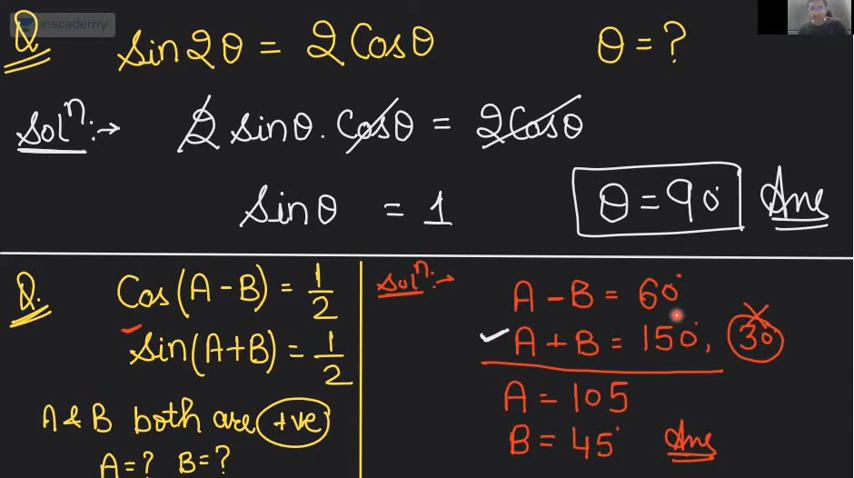 unacademy
Q sin2θ = 2Cosθ θ = ?
Solⁿ:→ 2 sinθ. Cosθ = 2Cosθ
sinθ = 1 θ = 90° Ans
Q. Cos(A-B) = 1/2
sin(A+B) = 1/2
A & B both are +ve
A = ? B = ?
Solⁿ:→ A - B = 60°
A + B = 150°, 30
A = 105
B = 45° Ans